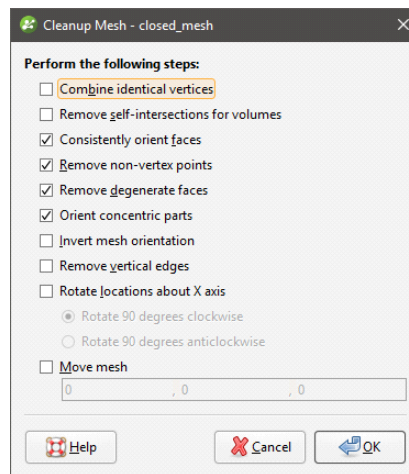 Cleanup Mesh - closed_mesh
Perform the following steps:
Combine identical vertices
Remove self-intersections for volumes
Consistently orient faces
Remove non-vertex points
Remove degenerate faces
Orient concentric parts
Invert mesh orientation
Remove vertical edges
Rotate locations about X axis
Rotate 90 degrees clockwise
Rotate 90 degrees anticlockwise
Move mesh
0 , 0 , 0
Help Cancel OK